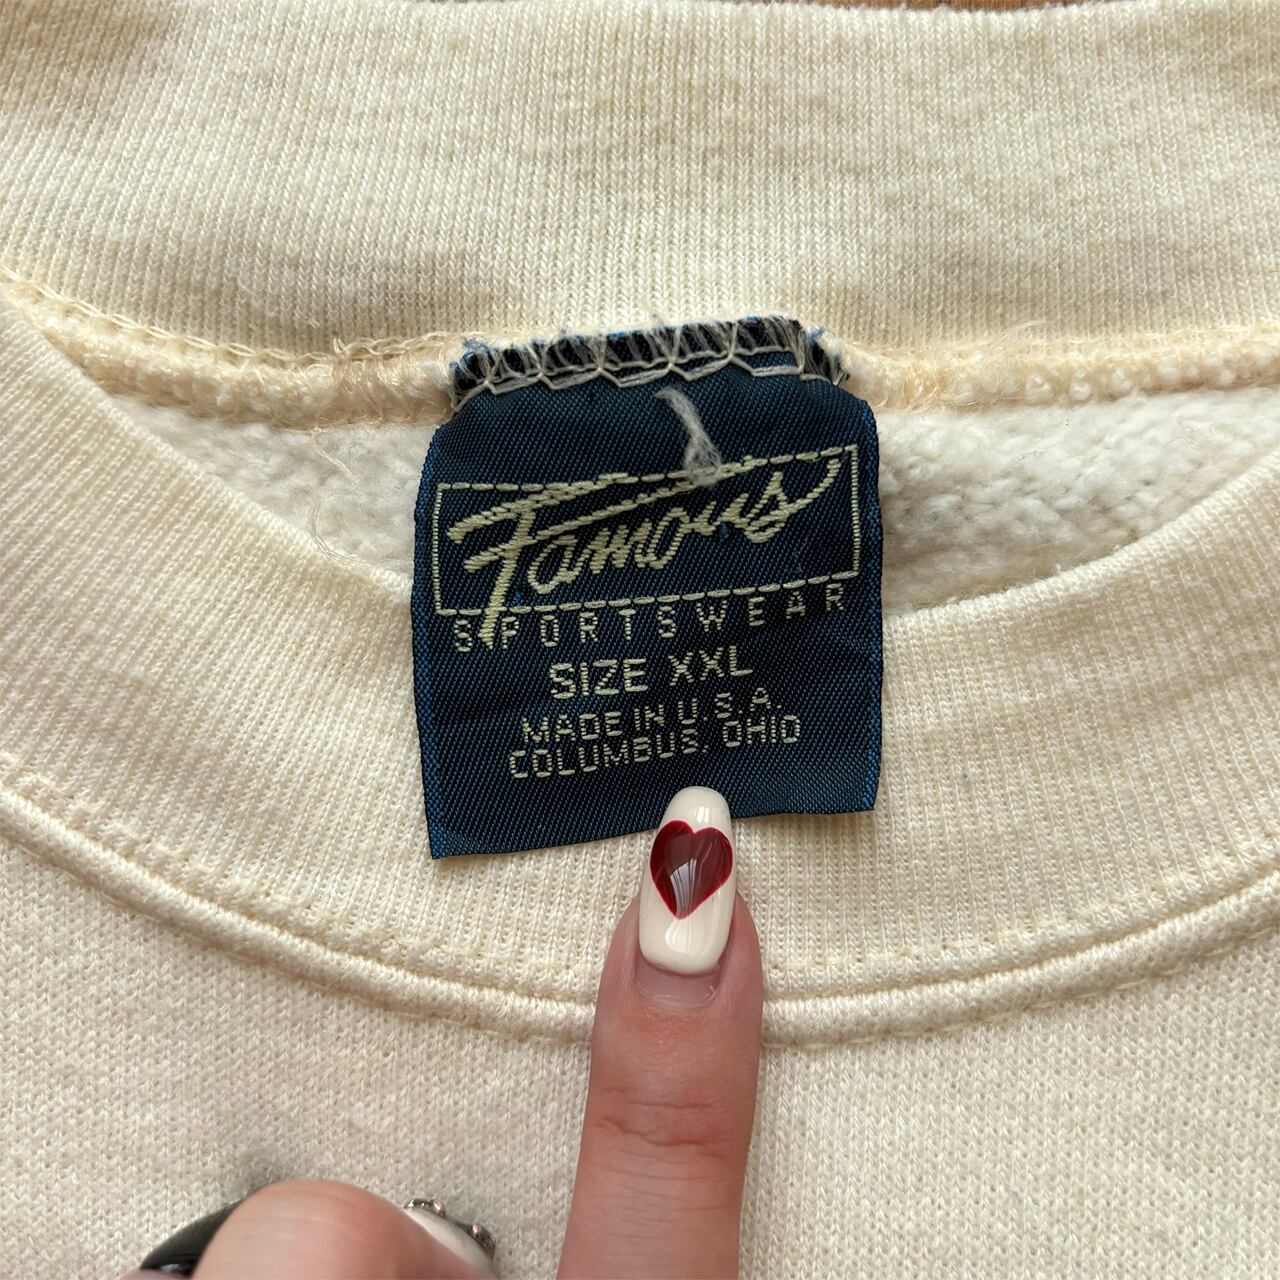 Famous
SPORTSWEAR
SIZE XXL
MADE IN U.S.A.
COLUMBUS, OHIO